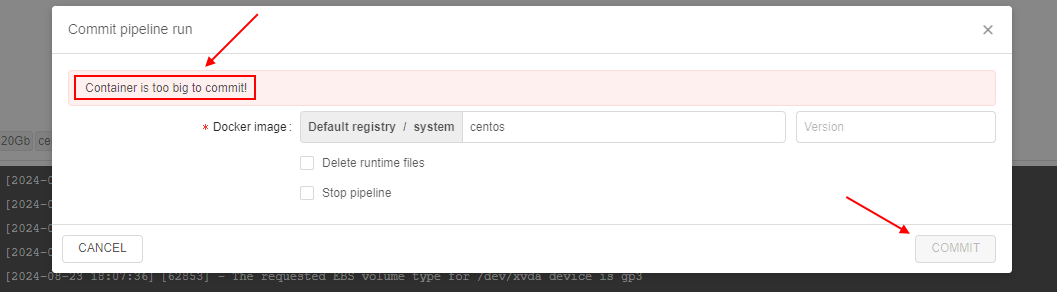 Commit pipeline run
×
Container is too big to commit!
* Docker image: Default registry / system centos Version
20Gb ce
Delete runtime files
[2024-0
Stop pipeline
[2024-0
[2024-0
CANCEL COMMIT
[2024-0
[2024-08-23 18:07:36] [62853] - The requested EBS volume type for /dev/xvda device is gp3